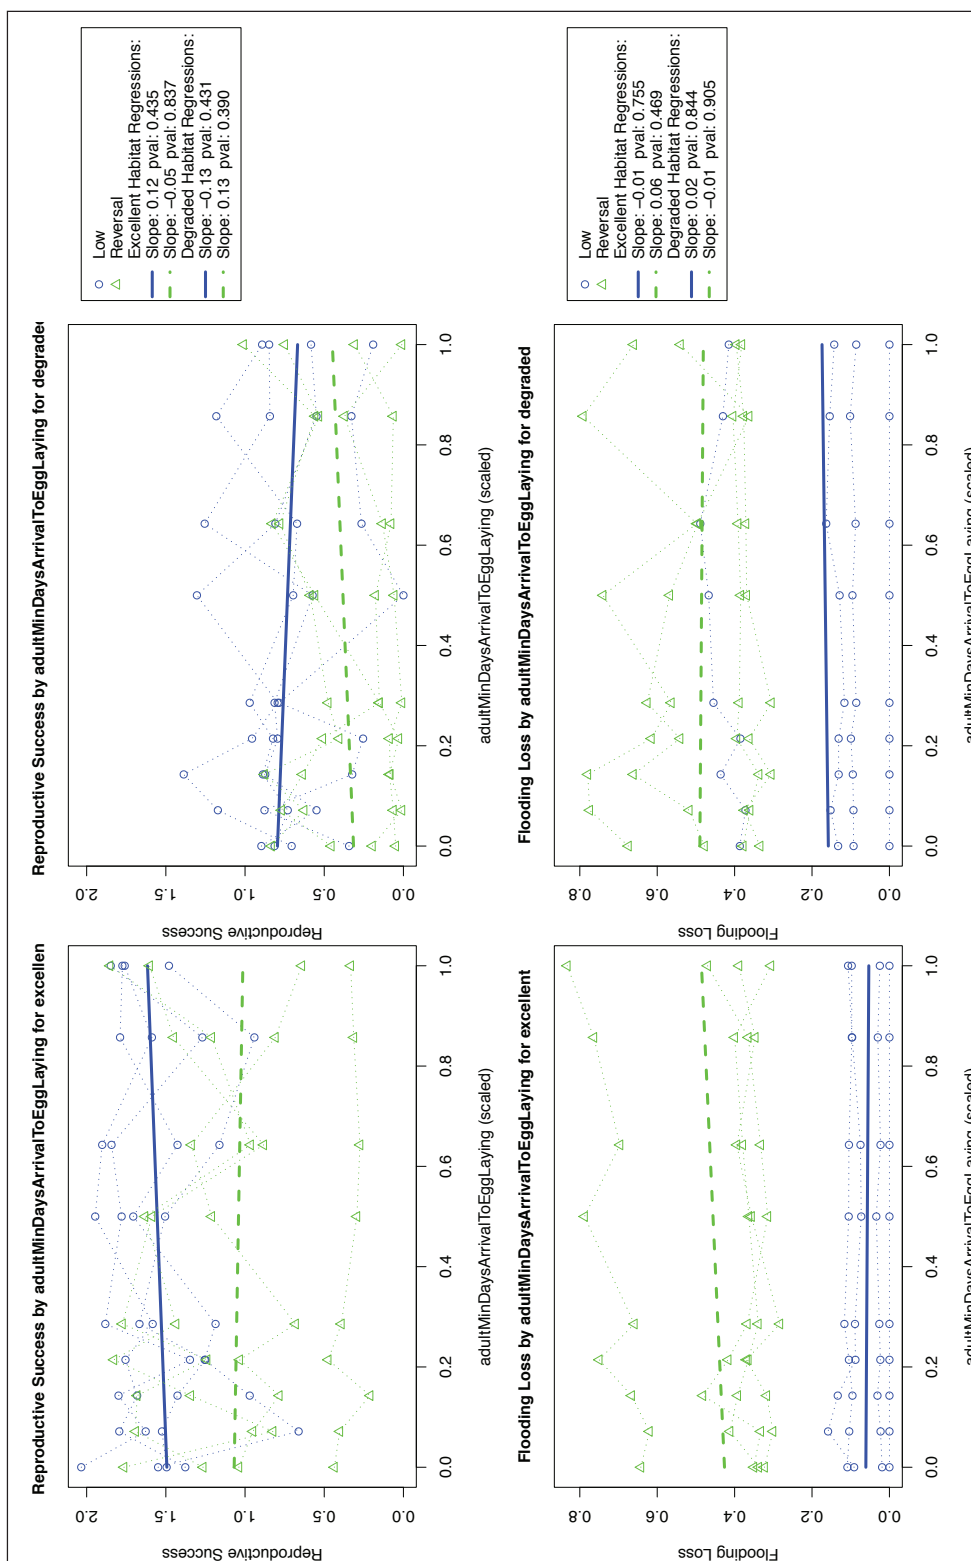 Reproductive Success by adultMinDaysArrivalToEggLaying for excellen
Reproductive Success
0.0 0.5 1.0 1.5 2.0
0.0 0.2 0.4 0.6 0.8 1.0
adultMinDaysArrivalToEggLaying (scaled)
Reproductive Success by adultMinDaysArrivalToEggLaying for degraded
Reproductive Success
0.0 0.5 1.0 1.5 2.0
0.0 0.2 0.4 0.6 0.8 1.0
adultMinDaysArrivalToEggLaying (scaled)
Low
Reversal
Excellent Habitat Regressions:
Slope: 0.12 pval: 0.435
Slope: −0.05 pval: 0.837
Degraded Habitat Regressions:
Slope: −0.13 pval: 0.431
Slope: 0.13 pval: 0.390
Flooding Loss by adultMinDaysArrivalToEggLaying for excellent
Flooding Loss
0.0 0.2 0.4 0.6 0.8
0.0 0.2 0.4 0.6 0.8 1.0
adultMinDaysArrivalToEggLaying (scaled)
Flooding Loss by adultMinDaysArrivalToEggLaying for degraded
Flooding Loss
0.0 0.2 0.4 0.6 0.8
0.0 0.2 0.4 0.6 0.8 1.0
adultMinDaysArrivalToEggLaying (scaled)
Low
Reversal
Excellent Habitat Regressions:
Slope: −0.01 pval: 0.755
Slope: 0.06 pval: 0.469
Degraded Habitat Regressions:
Slope: 0.02 pval: 0.844
Slope: −0.01 pval: 0.905